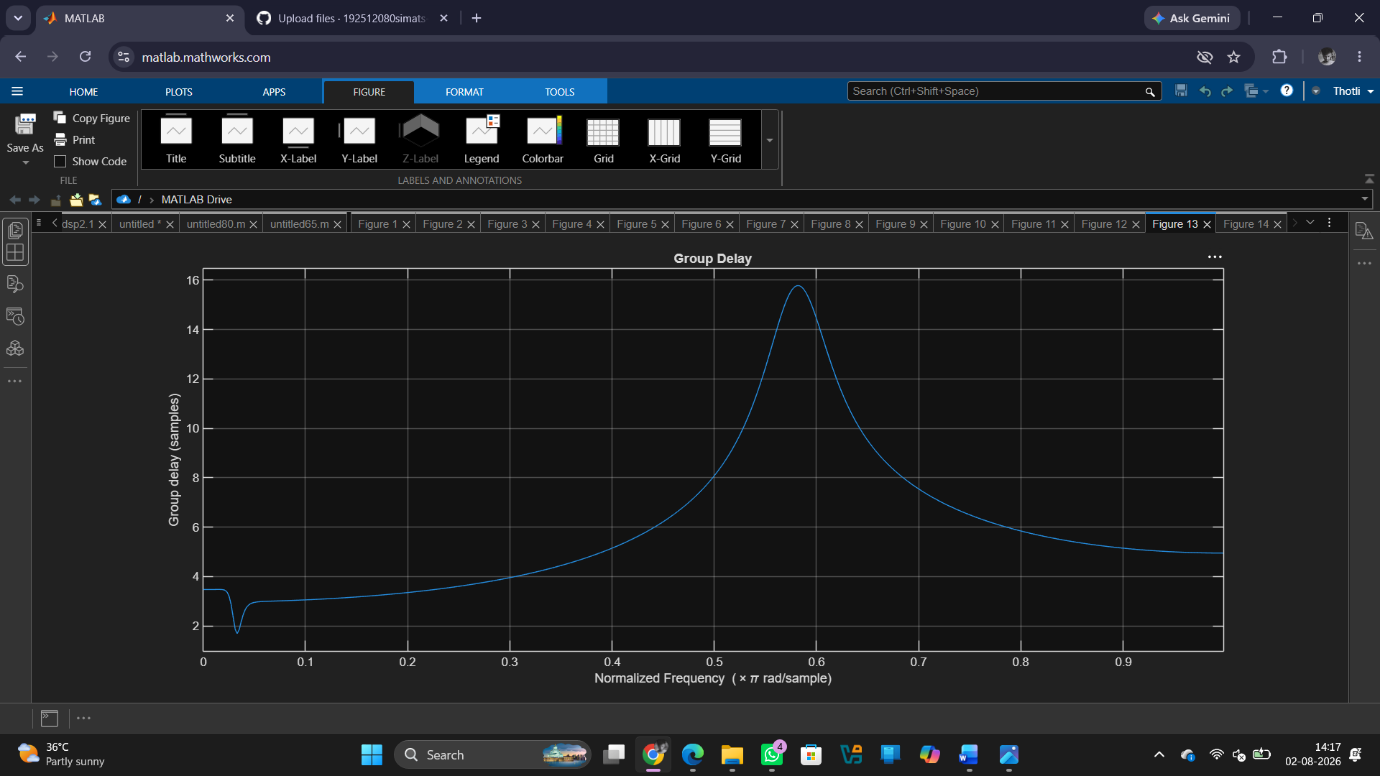 MATLAB
Upload files · 192512080simats
Ask Gemini
matlab.mathworks.com
HOME PLOTS APPS FIGURE FORMAT TOOLS
Search (Ctrl+Shift+Space)
Thotli
Save As
Copy Figure
Print
Show Code
FILE
Title Subtitle X-Label Y-Label Z-Label Legend Colorbar Grid X-Grid Y-Grid
LABELS AND ANNOTATIONS
/ › MATLAB Drive
dsp2.1 untitled * untitled80.m untitled65.m Figure 1 Figure 2 Figure 3 Figure 4 Figure 5 Figure 6 Figure 7 Figure 8 Figure 9 Figure 10 Figure 11 Figure 12 Figure 13 Figure 14
Group Delay
16
14
12
10
8
6
4
2
Group delay (samples)
0 0.1 0.2 0.3 0.4 0.5 0.6 0.7 0.8 0.9
Normalized Frequency (× π rad/sample)
36°C
Partly sunny
Search
4
14:17
02-08-2026